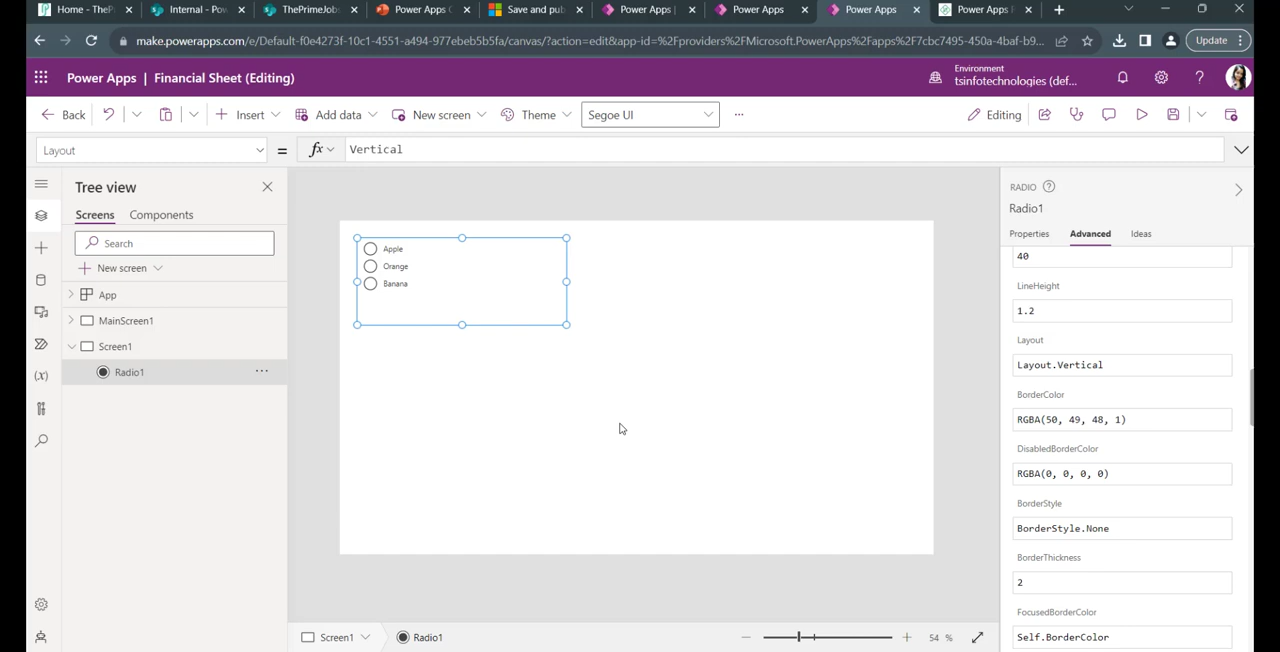 Home - TheP
Internal - Pow
ThePrimeJob
Power Apps C
Save and pub
Power Apps |
Power Apps
Power Apps
Power Apps F
make.powerapps.com/e/Default-f0e4273f-10c1-4551-a494-977ebeb5b5fa/canvas/?action=edit&app-id=%2Fproviders%2FMicrosoft.PowerApps%2Fapps%2F7cbc7495-450a-4baf-b9...
Update
Power Apps | Financial Sheet (Editing)
Environment
tsinfotechnologies (def...
Back
Insert
Add data
New screen
Theme
Segoe UI
...
Editing
Layout
=
fx
Vertical
Tree view
Screens
Components
Search
New screen
App
MainScreen1
Screen1
Radio1
...
Apple
Orange
Banana
RADIO
Radio1
Properties
Advanced
Ideas
40
LineHeight
1.2
Layout
Layout.Vertical
BorderColor
RGBA(50, 49, 48, 1)
DisabledBorderColor
RGBA(0, 0, 0, 0)
BorderStyle
BorderStyle.None
BorderThickness
2
FocusedBorderColor
Self.BorderColor
Screen1
Radio1
54 %